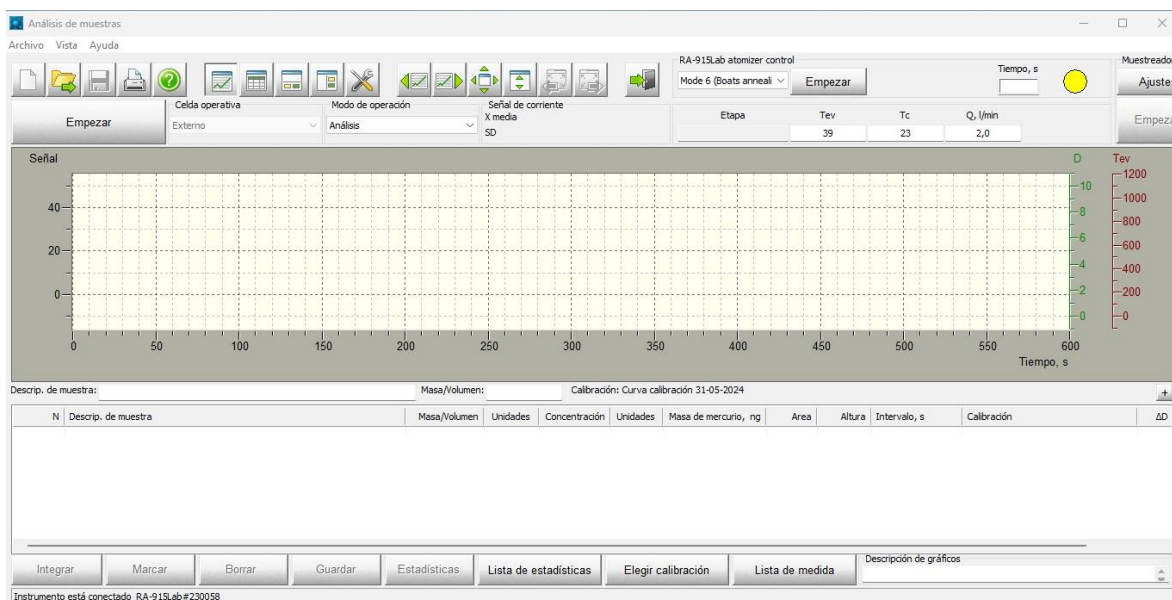 Análisis de muestras
Archivo Vista Ayuda
RA-915Lab atomizer control
Mode 6 (Boats anneali
Empezar
Tiempo, s
Muestreador
Ajustes
Empezar
Celda operativa
Externo
Modo de operación
Análisis
Señal de corriente
X media
SD
Etapa Tev Tc Q, l/min
39 23 2,0
Empeza
Señal D Tev
40
20
0
10
8
6
4
2
0
1200
1000
800
600
400
200
0
0 50 100 150 200 250 300 350 400 450 500 550 600
Tiempo, s
Descrip. de muestra: Masa/Volumen: Calibración: Curva calibración 31-05-2024 +
N Descrip. de muestra Masa/Volumen Unidades Concentración Unidades Masa de mercurio, ng Area Altura Intervalo, s Calibración ΔD
Integrar Marcar Borrar Guardar Estadísticas Lista de estadísticas Elegir calibración Lista de medida Descripción de gráficos
Instrumento está conectado RA-915Lab#230058